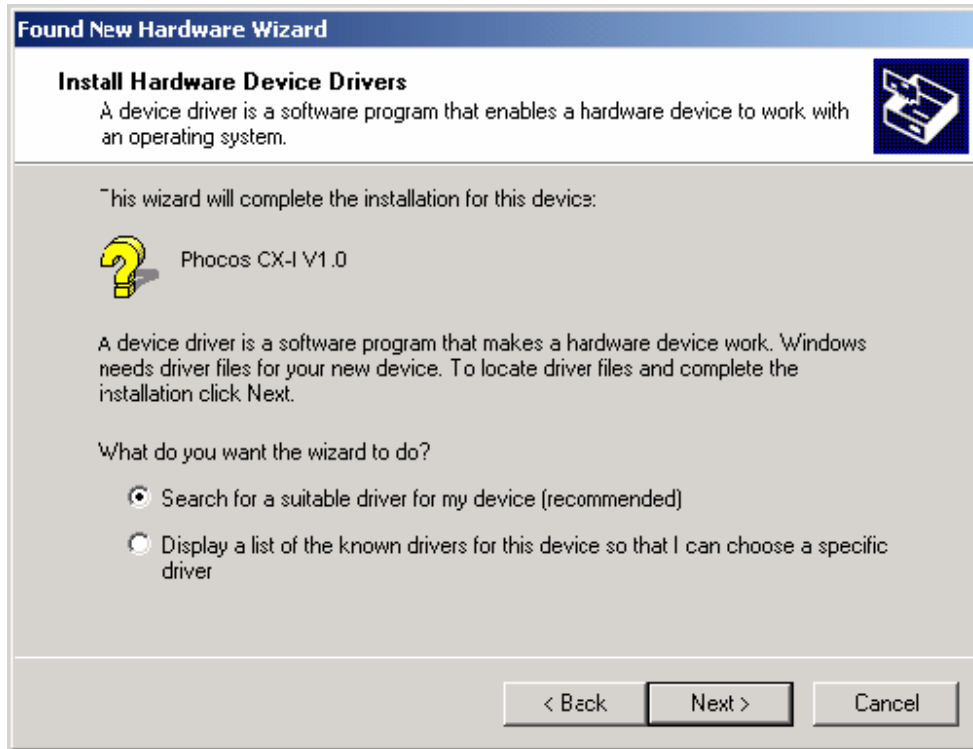 Found New Hardware Wizard
Install Hardware Device Drivers
A device driver is a software program that enables a hardware device to work with
an operating system.
This wizard will complete the installation for this device:
Phocos CX-I V1.0
A device driver is a software program that makes a hardware device work. Windows
needs driver files for your new device. To locate driver files and complete the
installation click Next.
What do you want the wizard to do?
Search for a suitable driver for my device (recommended)
Display a list of the known drivers for this device so that I can choose a specific
driver
< Back
Next >
Cancel